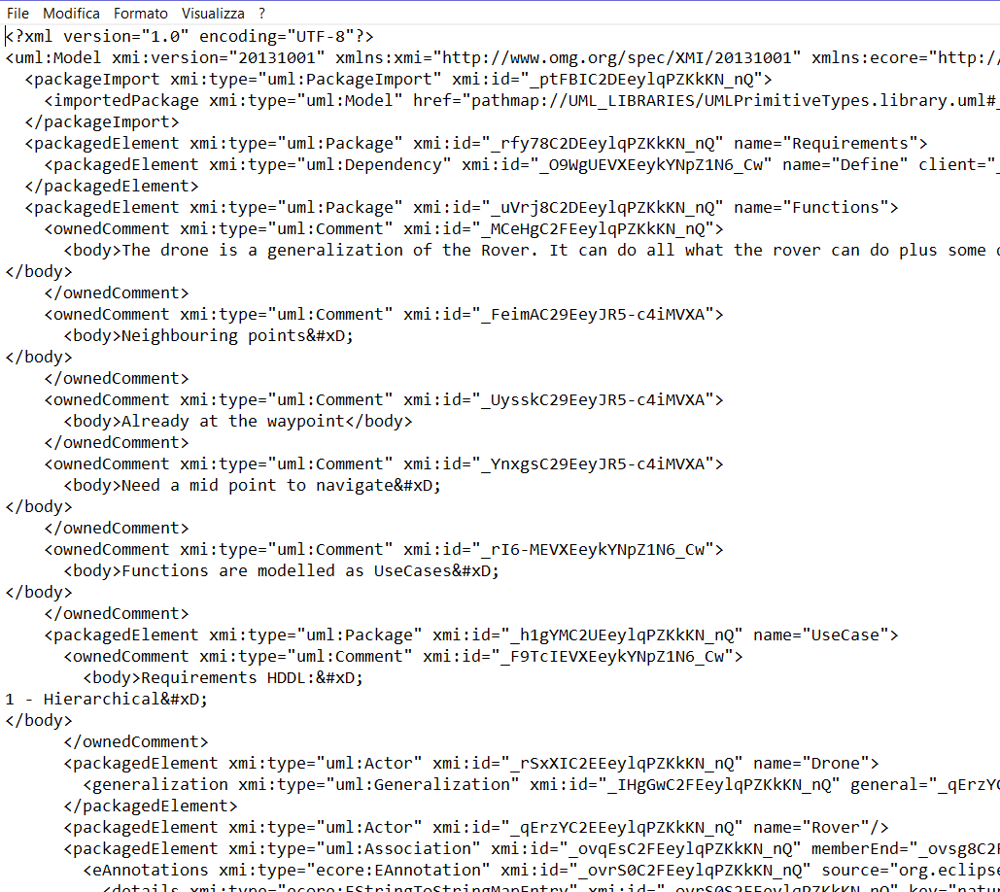 File Modifica Formato Visualizza ?
<?xml version="1.0" encoding="UTF-8"?>
<uml:Model xmi:version="20131001" xmlns:xmi="http://www.omg.org/spec/XMI/20131001" xmlns:ecore="http:/
<packageImport xmi:type="uml:PackageImport" xmi:id="_ptFBIC2DEeylqPZKkKN_nQ">
<importedPackage xmi:type="uml:Model" href="pathmap://UML_LIBRARIES/UMLPrimitiveTypes.library.uml#_
</packageImport>
<packagedElement xmi:type="uml:Package" xmi:id="_rfy78C2DEeylqPZKkKN_nQ" name="Requirements">
<packagedElement xmi:type="uml:Dependency" xmi:id="_O9WgUEVXEeykYNpZ1N6_Cw" name="Define" client="_
</packagedElement>
<packagedElement xmi:type="uml:Package" xmi:id="_uVrj8C2DEeylqPZKkKN_nQ" name="Functions">
<ownedComment xmi:type="uml:Comment" xmi:id="_MCeHgC2FEeylqPZKkKN_nQ">
<body>The drone is a generalization of the Rover. It can do all what the rover can do plus some
</body>
</ownedComment>
<ownedComment xmi:type="uml:Comment" xmi:id="_FeimAC29EeyJR5-c4iMVXA">
<body>Neighbouring points&#xD;
</body>
</ownedComment>
<ownedComment xmi:type="uml:Comment" xmi:id="_UysskC29EeyJR5-c4iMVXA">
<body>Already at the waypoint</body>
</ownedComment>
<ownedComment xmi:type="uml:Comment" xmi:id="_YnxgsC29EeyJR5-c4iMVXA">
<body>Need a mid point to navigate&#xD;
</body>
</ownedComment>
<ownedComment xmi:type="uml:Comment" xmi:id="_rI6-MEVXEeykYNpZ1N6_Cw">
<body>Functions are modelled as UseCases&#xD;
</body>
</ownedComment>
<packagedElement xmi:type="uml:Package" xmi:id="_h1gYMC2UEeylqPZKkKN_nQ" name="UseCase">
<ownedComment xmi:type="uml:Comment" xmi:id="_F9TcIEVXEeykYNpZ1N6_Cw">
<body>Requirements HDDL:&#xD;
1 - Hierarchical&#xD;
</body>
</ownedComment>
<packagedElement xmi:type="uml:Actor" xmi:id="_rSxXIC2EEeylqPZKkKN_nQ" name="Drone">
<generalization xmi:type="uml:Generalization" xmi:id="_IHgGwC2FEeylqPZKkKN_nQ" general="_qErzYC
</packagedElement>
<packagedElement xmi:type="uml:Actor" xmi:id="_qErzYC2EEeylqPZKkKN_nQ" name="Rover"/>
<packagedElement xmi:type="uml:Association" xmi:id="_ovqEsC2FEeylqPZKkKN_nQ" memberEnd="_ovsg8C2F
<eAnnotations xmi:type="ecore:EAnnotation" xmi:id="_ovrS0C2FEeylqPZKkKN_nQ" source="org.eclipse
<details xmi:type="ecore:EStringToStringMapEntry" xmi:id="_ovrS0S2FEeylqPZKkKN_nQ" key="natu